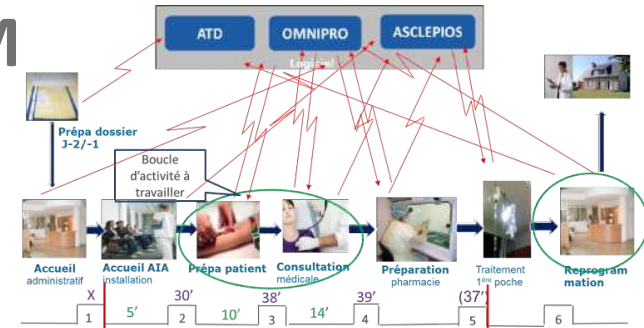 M
ATD
OMNIPRO
ASCLEPIOS
Logiciel
Prépa dossier
J-2/-1
Boucle
d'activité à
travailler
Accueil
administratif
Accueil AIA
installation
Prépa patient
Consultation
médicale
Préparation
pharmacie
Traitement
1ère poche
Reprogram
mation
X
30'
38'
39'
(37')
1
5'
2
10'
3
14'
4
5
6